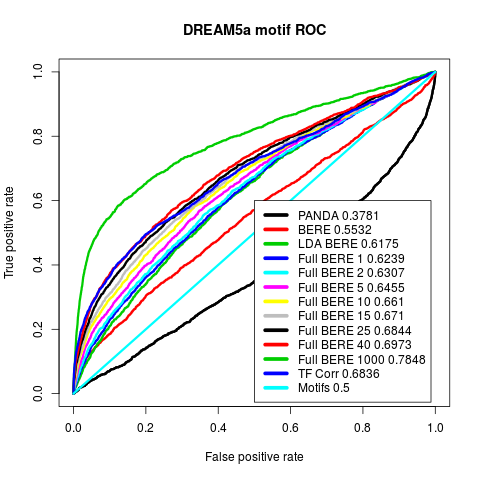 DREAM5a motif ROC
True positive rate
1.0
0.8
0.6
0.4
0.2
0.0
PANDA 0.3781
BERE 0.5532
LDA BERE 0.6175
Full BERE 1 0.6239
Full BERE 2 0.6307
Full BERE 5 0.6455
Full BERE 10 0.661
Full BERE 15 0.671
Full BERE 25 0.6844
Full BERE 40 0.6973
Full BERE 1000 0.7848
TF Corr 0.6836
Motifs 0.5
0.0 0.2 0.4 0.6 0.8 1.0
False positive rate